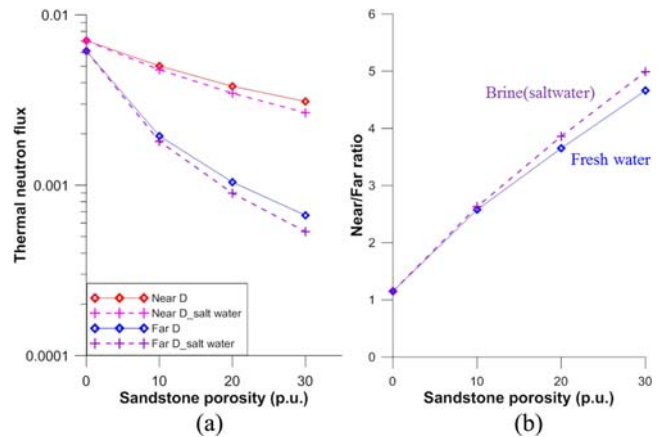 0.01
0.001
0.0001
Thermal neutron flux
Near D
Near D_salt water
Far D
Far D_salt water
0 10 20 30
Sandstone porosity (p.u.)
(a)
6
5
4
3
2
1
0
Near/Far ratio
Brine(saltwater)
Fresh water
0 10 20 30
Sandstone porosity (p.u.)
(b)